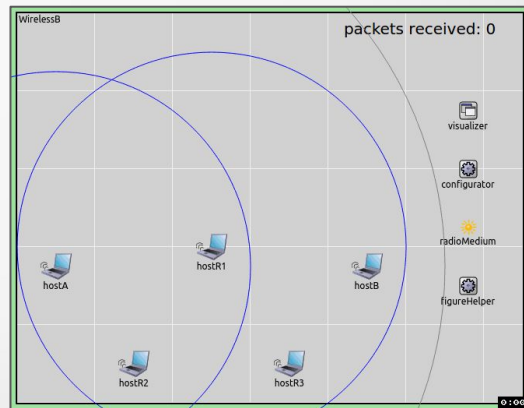 WirelessB
packets received: 0
visualizer
configurator
radioMedium
figureHelper
hostA
hostR1
hostB
hostR2
hostR3